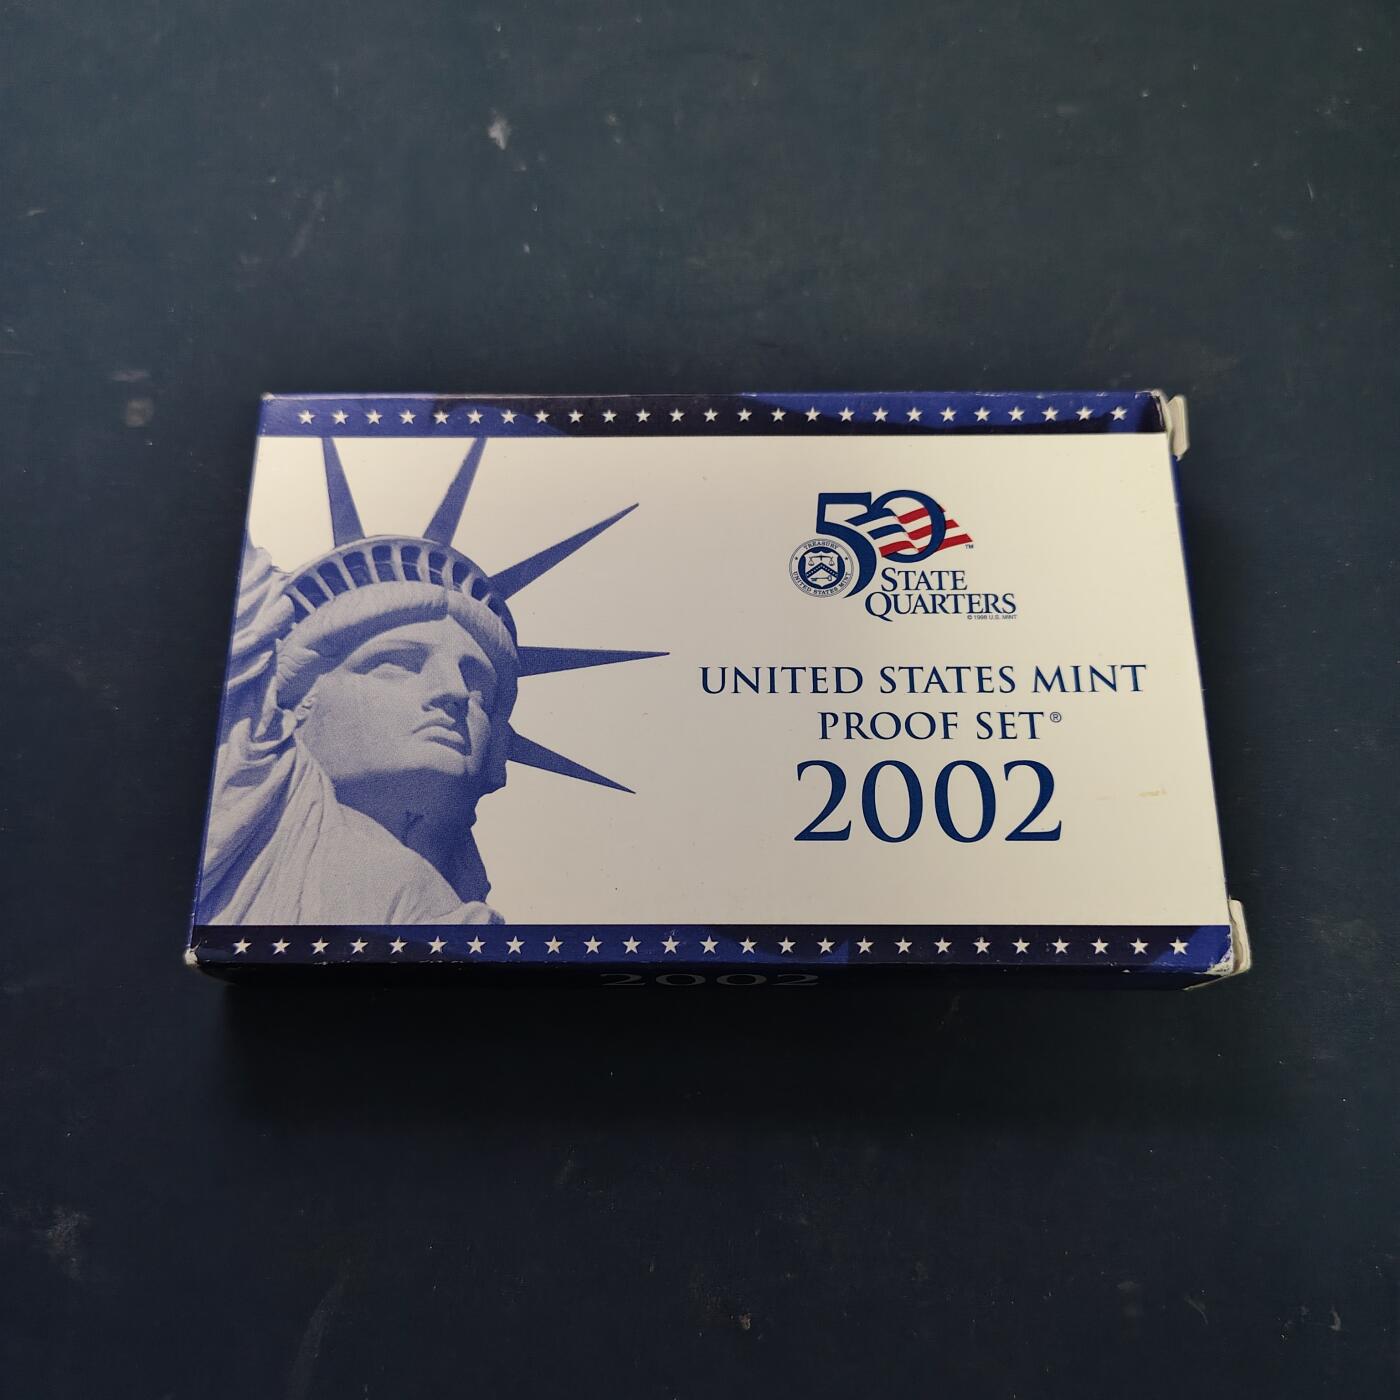 50
TM
TREASURY
UNITED STATES MINT
STATE
QUARTERS
© 1998 U.S. MINT
UNITED STATES MINT
PROOF SET®
2002
2002